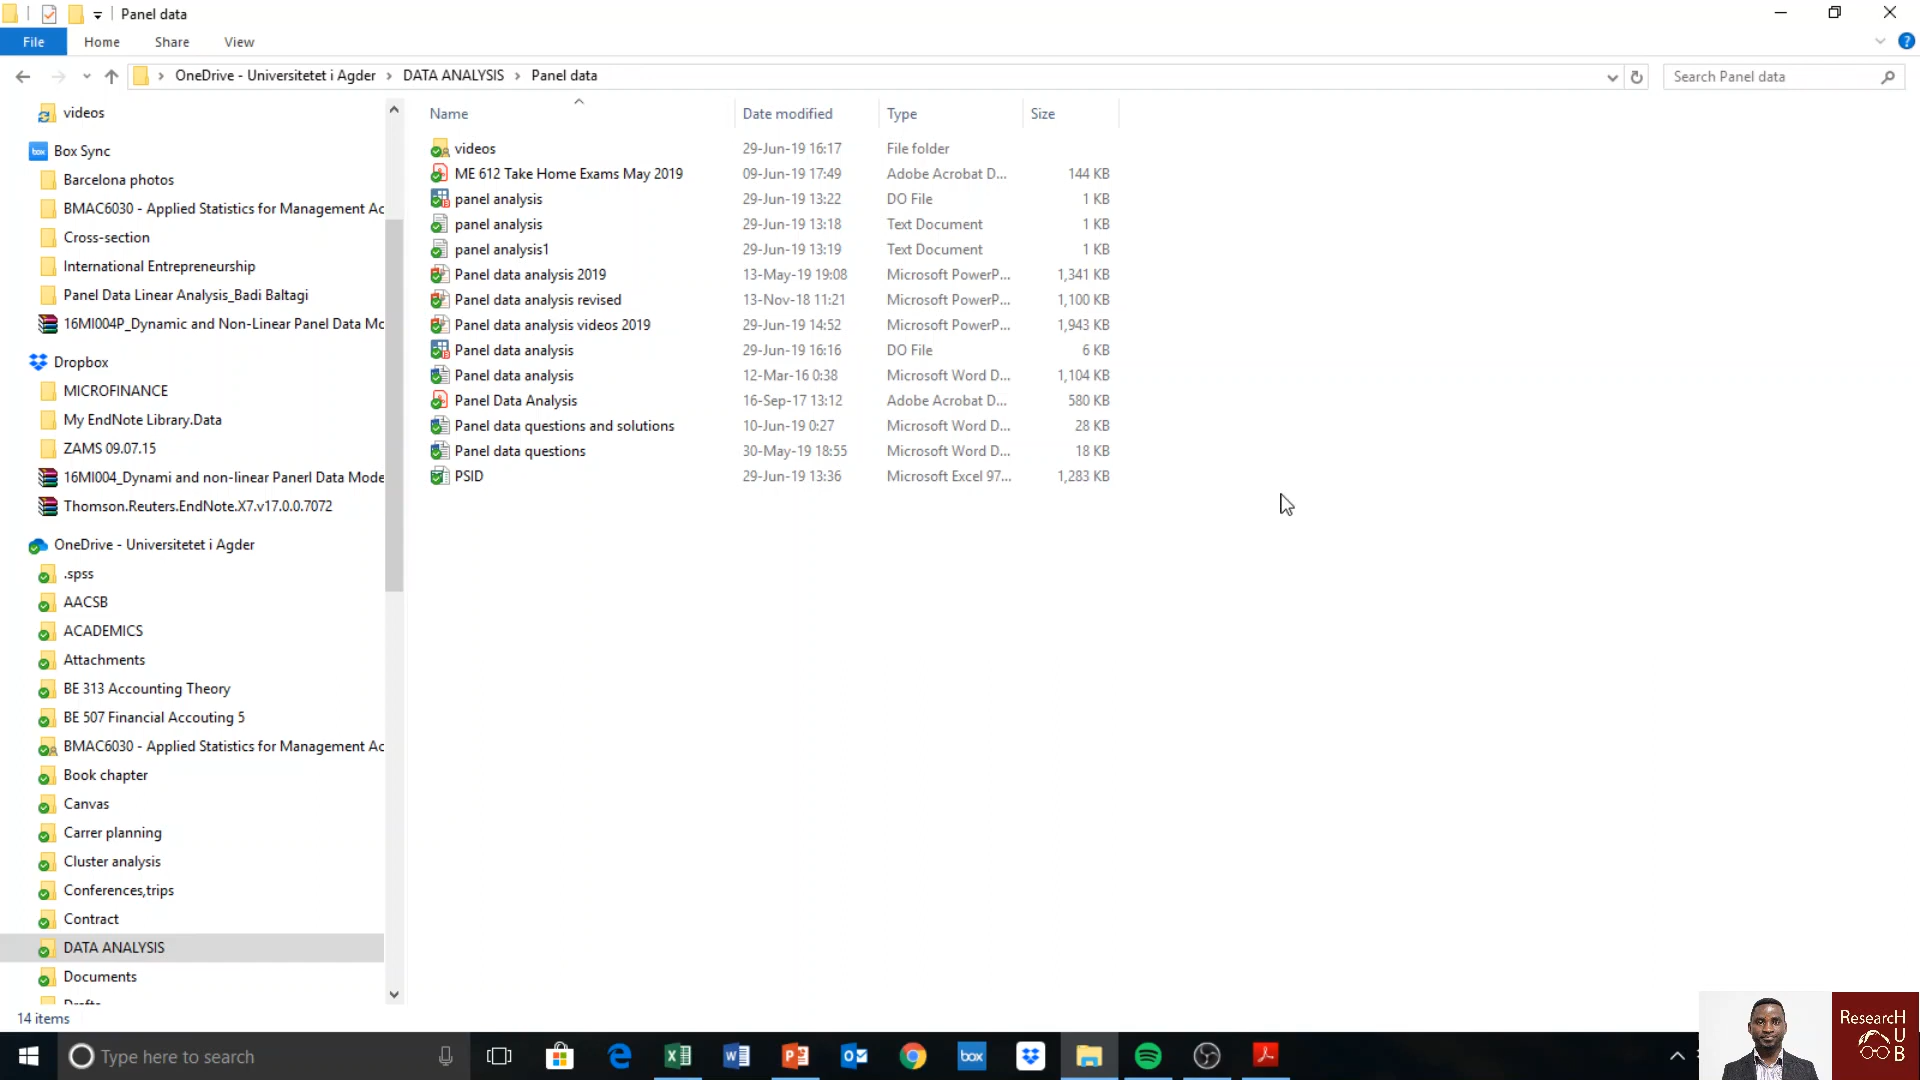 Panel data
File Home Share View
OneDrive - Universitetet i Agder DATA ANALYSIS Panel data
Search Panel data
videos
Box Sync
Barcelona photos
BMAC6030 - Applied Statistics for Management Ac
Cross-section
International Entrepreneurship
Panel Data Linear Analysis_Badi Baltagi
16MI004P_Dynamic and Non-Linear Panel Data Mc
Dropbox
MICROFINANCE
My EndNote Library.Data
ZAMS 09.07.15
16MI004_Dynami and non-linear Panerl Data Mode
Thomson.Reuters.EndNote.X7.v17.0.0.7072
OneDrive - Universitetet i Agder
.spss
AACSB
ACADEMICS
Attachments
BE 313 Accounting Theory
BE 507 Financial Accouting 5
BMAC6030 - Applied Statistics for Management Ac
Book chapter
Canvas
Carrer planning
Cluster analysis
Conferences,trips
Contract
DATA ANALYSIS
Documents
Name Date modified Type Size
videos 29-Jun-19 16:17 File folder
ME 612 Take Home Exams May 2019 09-Jun-19 17:49 Adobe Acrobat D... 144 KB
panel analysis 29-Jun-19 13:22 DO File 1 KB
panel analysis 29-Jun-19 13:18 Text Document 1 KB
panel analysis1 29-Jun-19 13:19 Text Document 1 KB
Panel data analysis 2019 13-May-19 19:08 Microsoft PowerP... 1,341 KB
Panel data analysis revised 13-Nov-18 11:21 Microsoft PowerP... 1,100 KB
Panel data analysis videos 2019 29-Jun-19 14:52 Microsoft PowerP... 1,943 KB
Panel data analysis 29-Jun-19 16:16 DO File 6 KB
Panel data analysis 12-Mar-16 0:38 Microsoft Word D... 1,104 KB
Panel Data Analysis 16-Sep-17 13:12 Adobe Acrobat D... 580 KB
Panel data questions and solutions 10-Jun-19 0:27 Microsoft Word D... 28 KB
Panel data questions 30-May-19 18:55 Microsoft Word D... 18 KB
PSID 29-Jun-19 13:36 Microsoft Excel 97... 1,283 KB
14 items
Type here to search
box
ResearcH
U
B